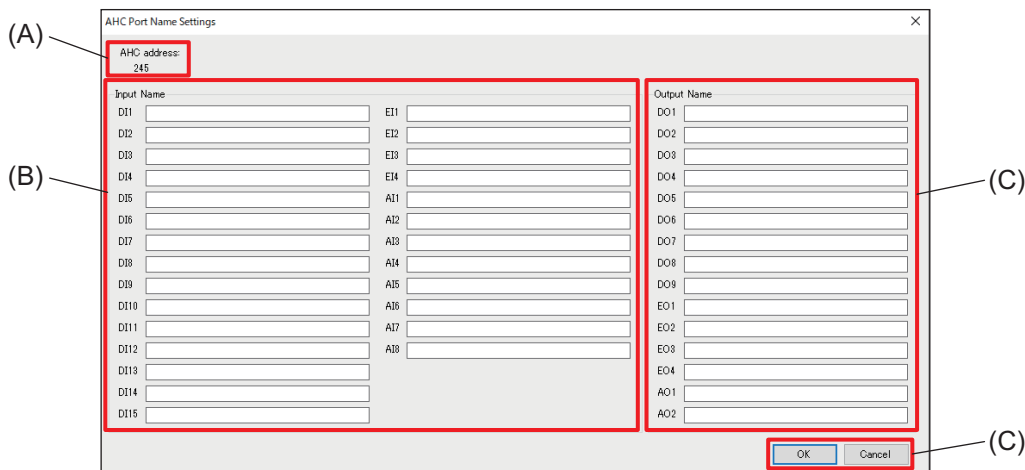 AHC Port Name Settings
(A)
AHC address:
245
Input Name
Output Name
DI1
EI1
DO1
DI2
EI2
DO2
DI3
EI3
DO3
DI4
EI4
DO4
(B)
(C)
DI5
AI1
DO5
DI6
AI2
DO6
DI7
AI3
DO7
DI8
AI4
DO8
DI9
AI5
DO9
DI10
AI6
EO1
DI11
AI7
EO2
DI12
AI8
EO3
DI13
EO4
DI14
AO1
DI15
AO2
OK
Cancel
(C)